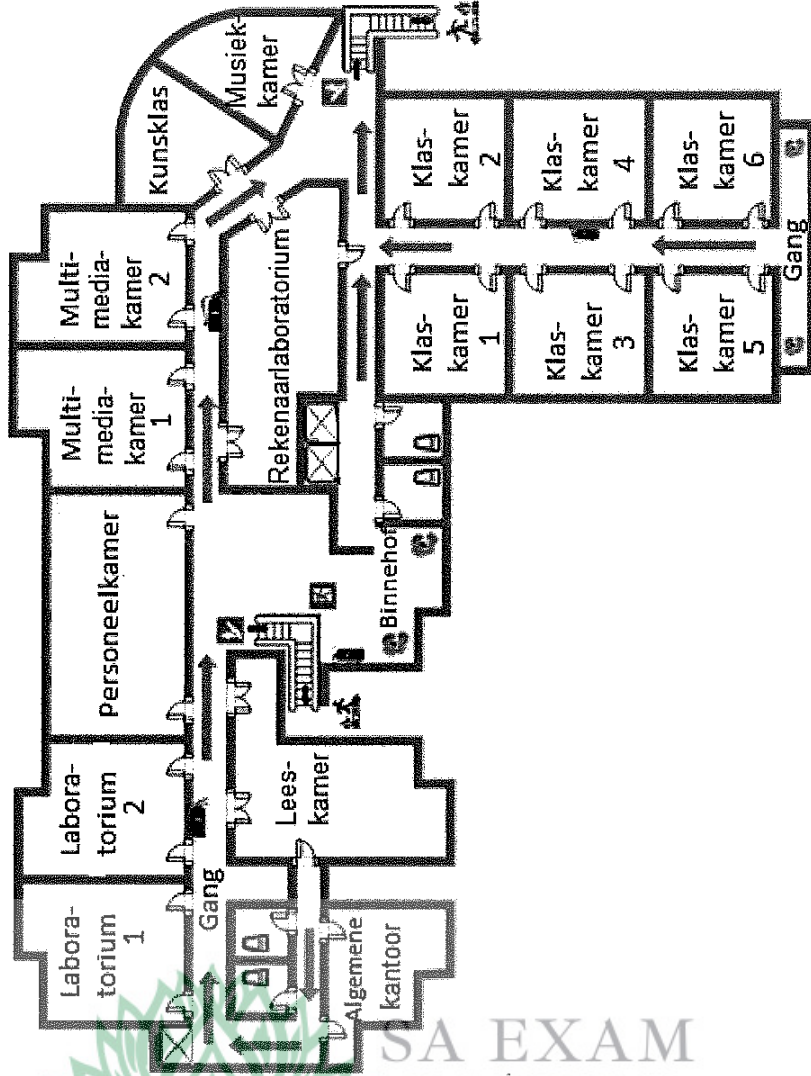 Labora-
torium
1
Labora-
torium
2
Personeelkamer
Multi-
media-
kamer
1
Multi-
media-
kamer
2
Kunsklas
Musiek-
kamer
Gang
Lees-
kamer
Algemene
kantoor
Binnehof
Rekenaarlaboratorium
Klas-
kamer
1
Klas-
kamer
2
Klas-
kamer
3
Klas-
kamer
4
Klas-
kamer
5
Klas-
kamer
6
Gang
SA EXAM